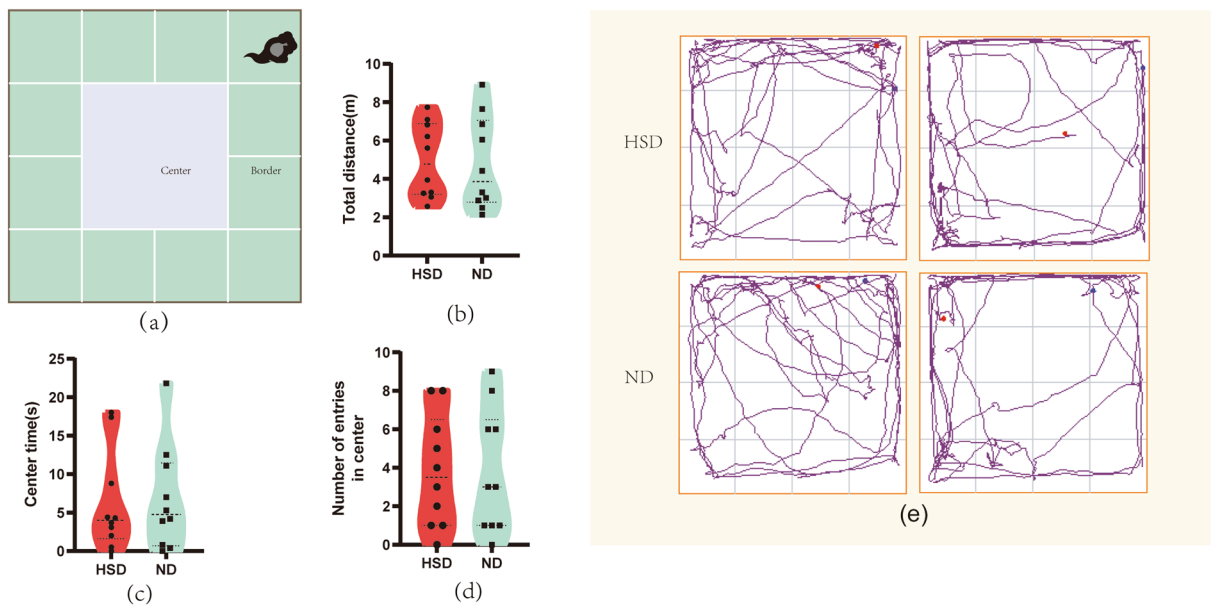 Center
Border
(a)
Total distance(m)
10
8
6
4
2
0
HSD
ND
(b)
Center time(s)
25
20
15
10
5
0
HSD
ND
(c)
Number of entries
in center
10
8
6
4
2
0
HSD
ND
(d)
HSD
ND
(e)